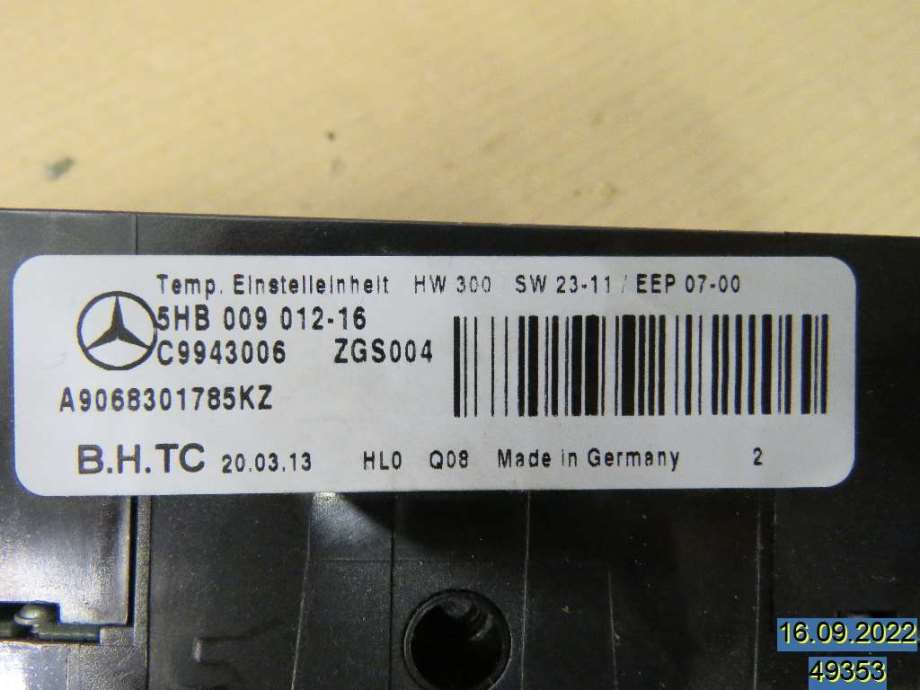 Temp. Einstelleinheit HW 300 SW 23-11 / EEP 07-00
5HB 009 012-16
C9943006 ZGS004
A9068301785KZ
B.H.TC 20.03.13 HL0 Q08 Made in Germany 2
16.09.2022
49353